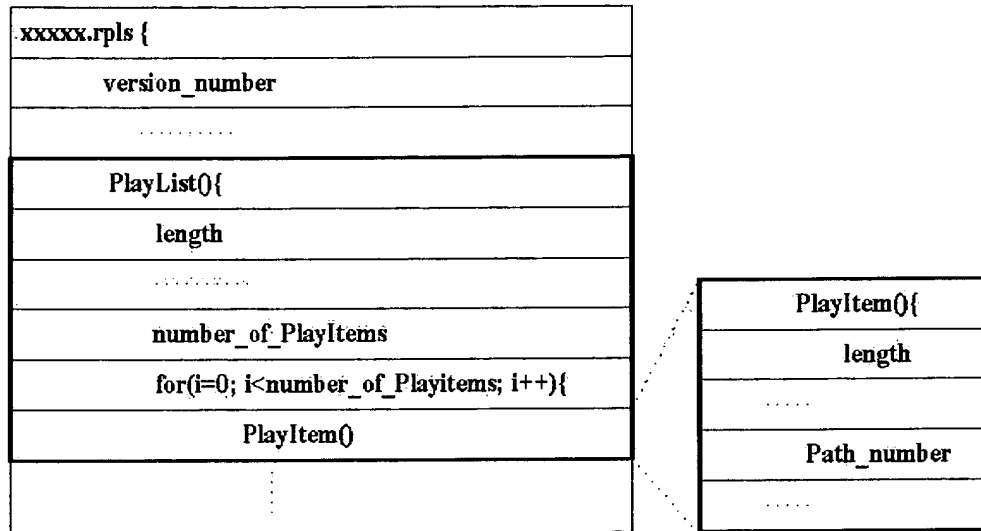 xxxxx.rpls {
version_number
..........
PlayList(){
length
..........
number_of_PlayItems
for(i=0; i<number_of_Playitems; i++){
PlayItem()
PlayItem(){
length
.....
Path_number
.....